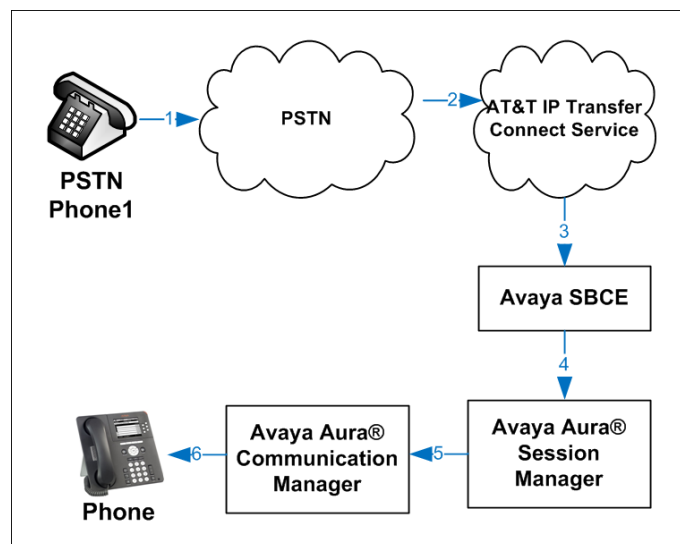 1
PSTN
2
AT&T IP Transfer
Connect Service
PSTN
Phone1
3
Avaya SBCE
4
Avaya Aura®
Session
Manager
5
Avaya Aura®
Communication
Manager
6
Phone